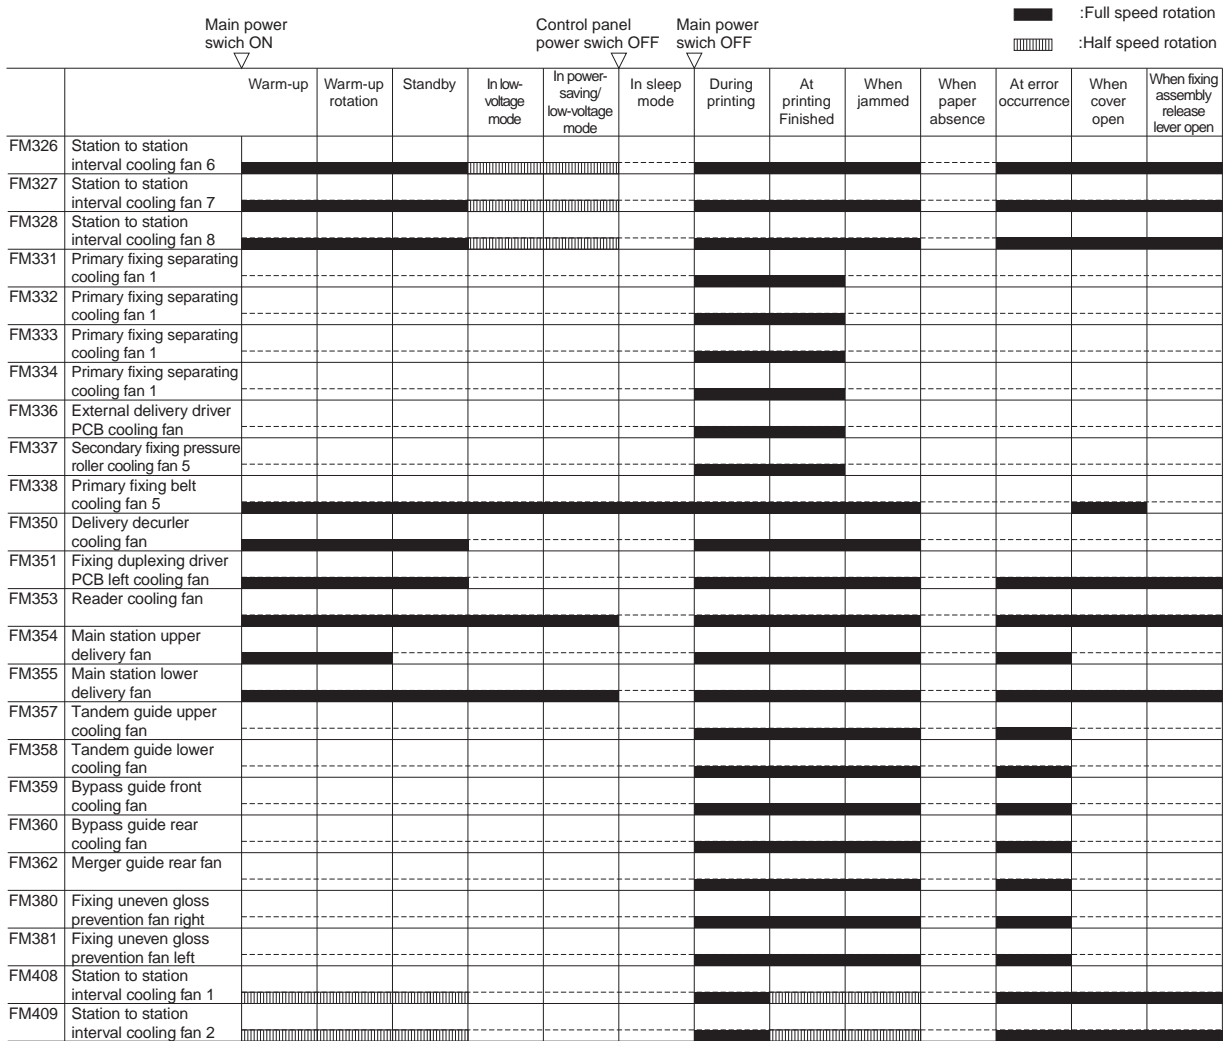 Main power
swich ON
Control panel
power swich OFF
Main power
swich OFF
:Full speed rotation
:Half speed rotation
Warm-up
Warm-up
rotation
Standby
In low-
voltage
mode
In power-
saving/
low-voltage
mode
In sleep
mode
During
printing
At
printing
Finished
When
jammed
When
paper
absence
At error
occurrence
When
cover
open
When fixing
assembly
release
lever open
FM326 Station to station
interval cooling fan 6
FM327 Station to station
interval cooling fan 7
FM328 Station to station
interval cooling fan 8
FM331 Primary fixing separating
cooling fan 1
FM332 Primary fixing separating
cooling fan 1
FM333 Primary fixing separating
cooling fan 1
FM334 Primary fixing separating
cooling fan 1
FM336 External delivery driver
PCB cooling fan
FM337 Secondary fixing pressure
roller cooling fan 5
FM338 Primary fixing belt
cooling fan 5
FM350 Delivery decurler
cooling fan
FM351 Fixing duplexing driver
PCB left cooling fan
FM353 Reader cooling fan
FM354 Main station upper
delivery fan
FM355 Main station lower
delivery fan
FM357 Tandem guide upper
cooling fan
FM358 Tandem guide lower
cooling fan
FM359 Bypass guide front
cooling fan
FM360 Bypass guide rear
cooling fan
FM362 Merger guide rear fan
FM380 Fixing uneven gloss
prevention fan right
FM381 Fixing uneven gloss
prevention fan left
FM408 Station to station
interval cooling fan 1
FM409 Station to station
interval cooling fan 2